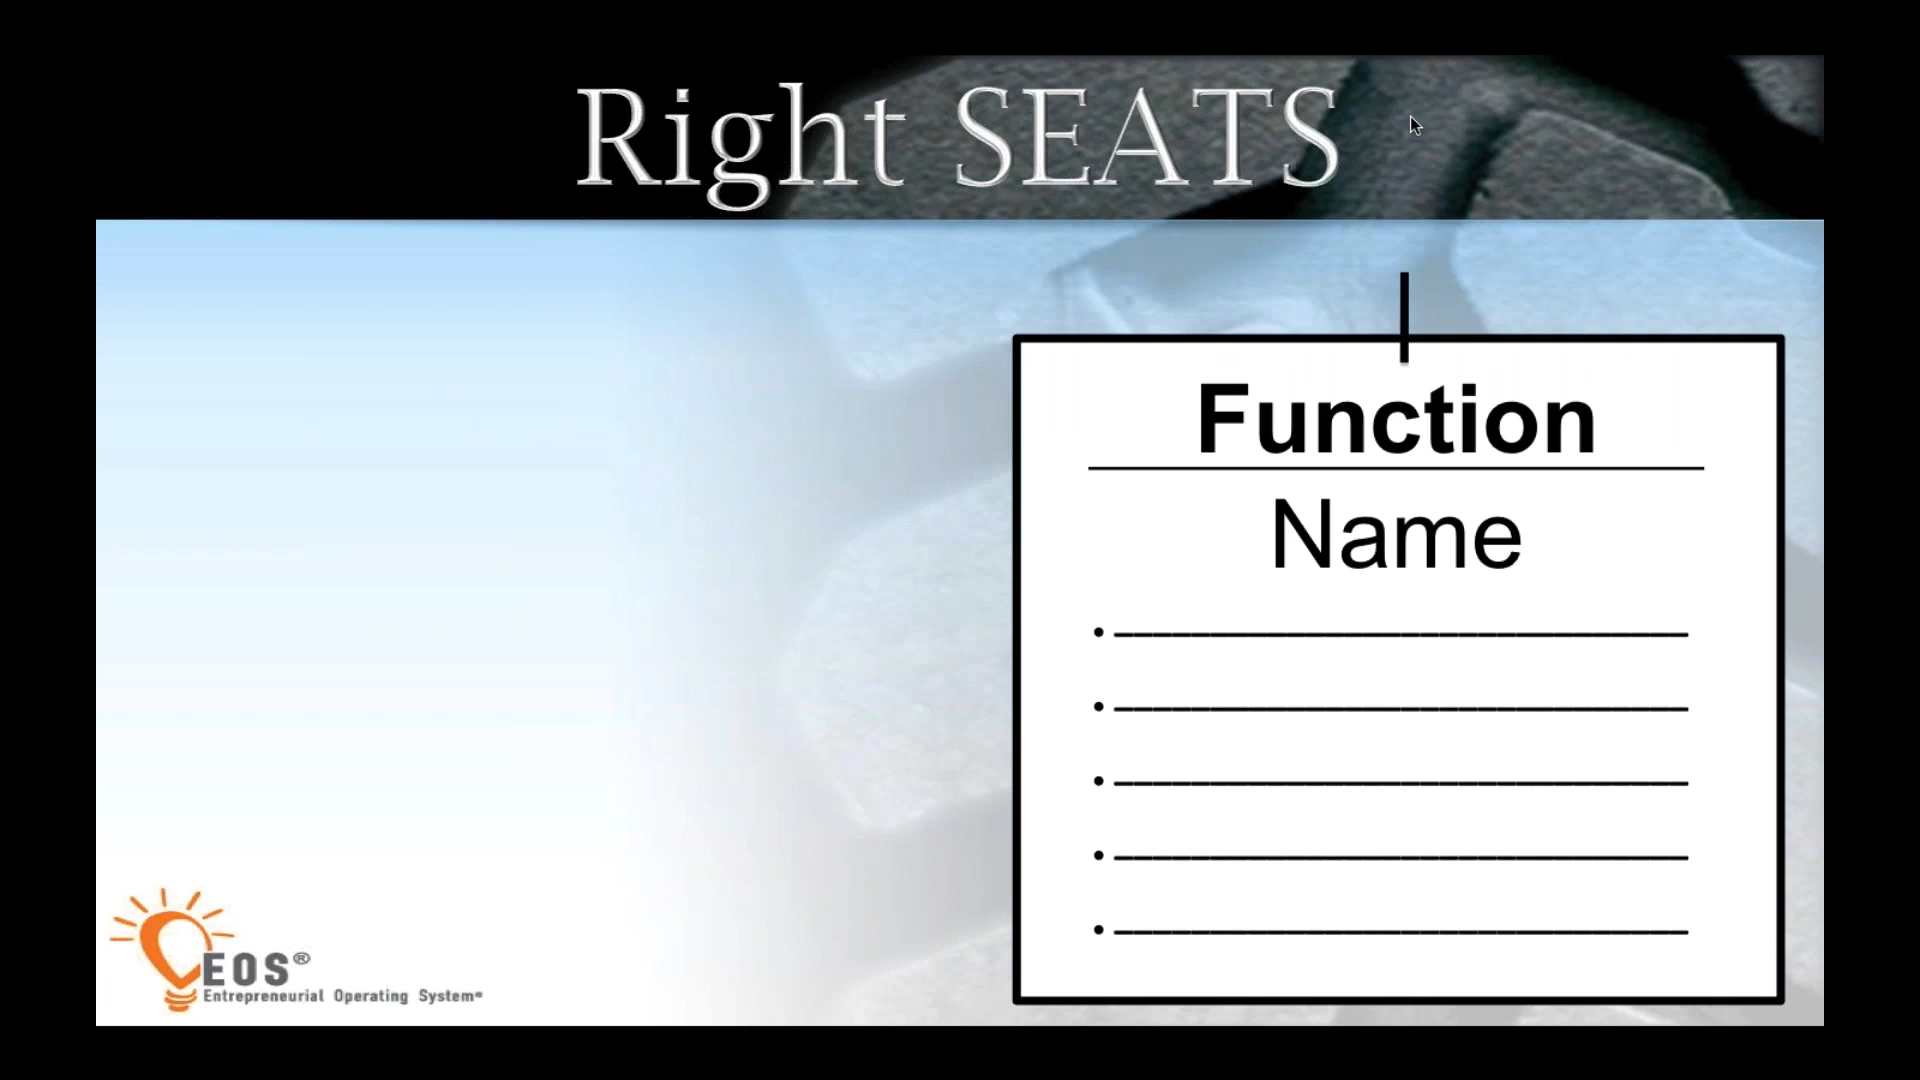 Right SEATS
Function
Name
EOS®
Entrepreneurial Operating System®